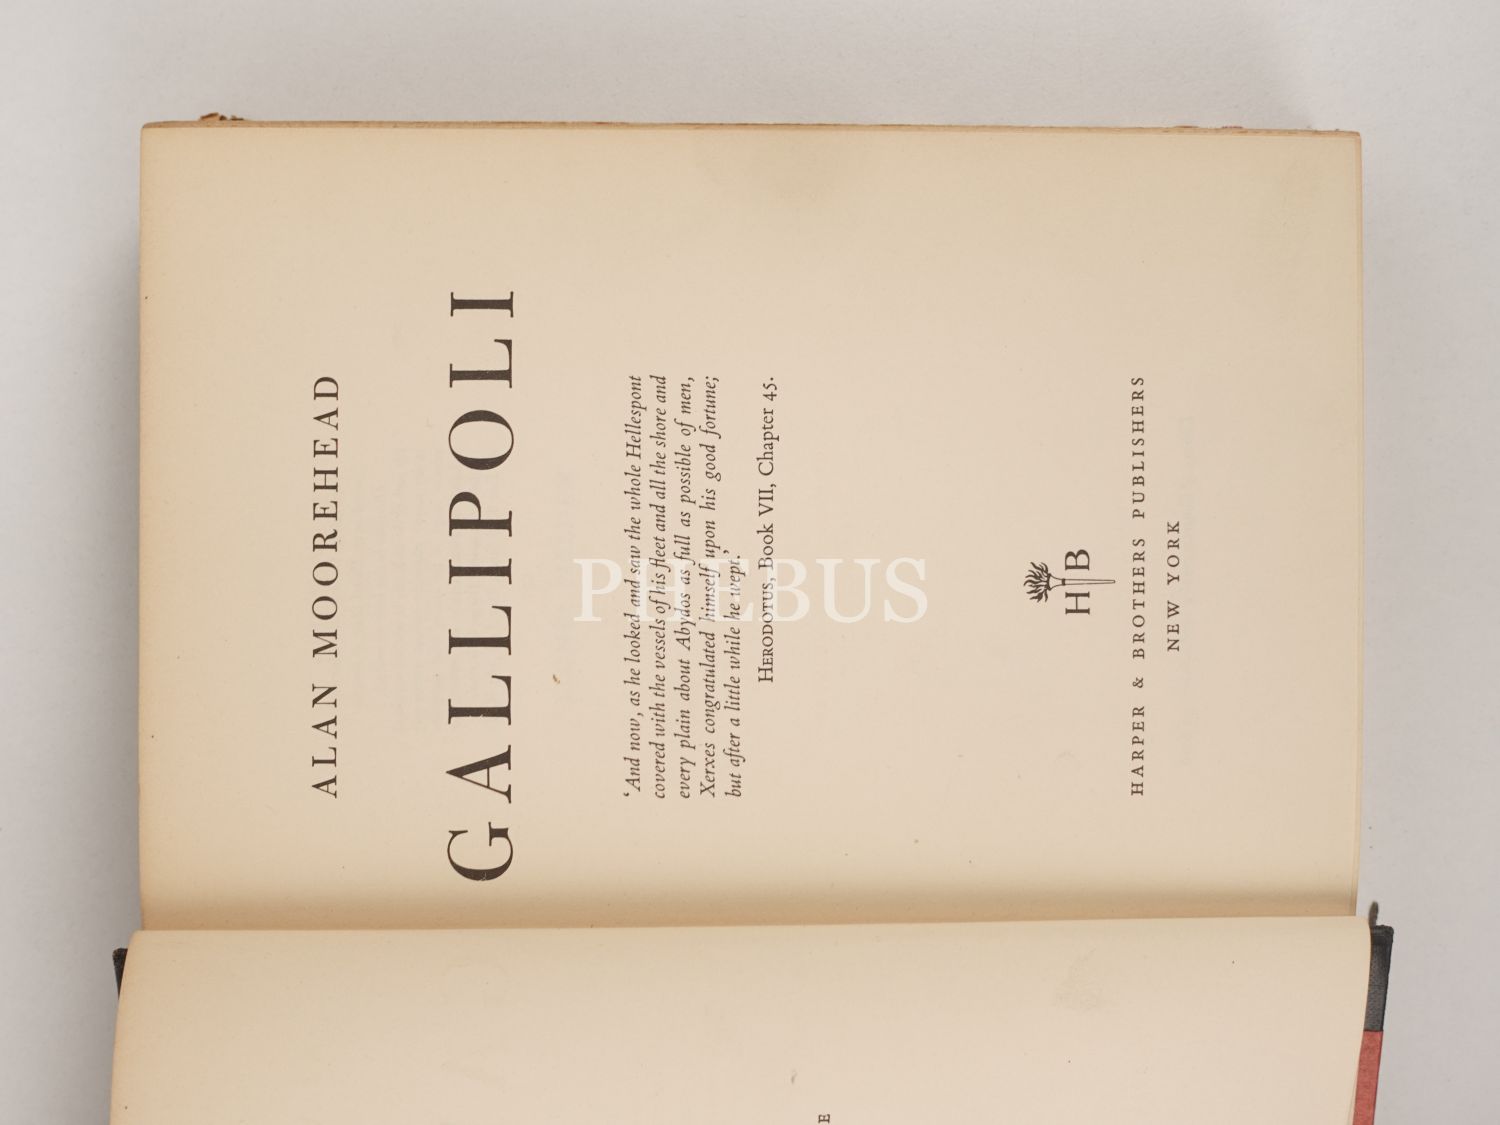 ALAN MOOREHEAD
GALLIPOLI
‘And now, as he looked and saw the whole Hellespont
covered with the vessels of his fleet and all the shore and
every plain about Abydos as full as possible of men,
Xerxes congratulated himself upon his good fortune;
but after a little while he wept.’
HERODOTUS, Book VII, Chapter 45.
H B
HARPER & BROTHERS PUBLISHERS
NEW YORK
PHEBUS
E